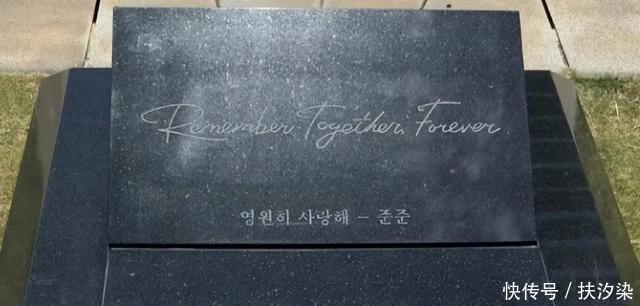 Remember. Together. Forever.
영원히 사랑해 – 준준
快传号 / 扶汐染